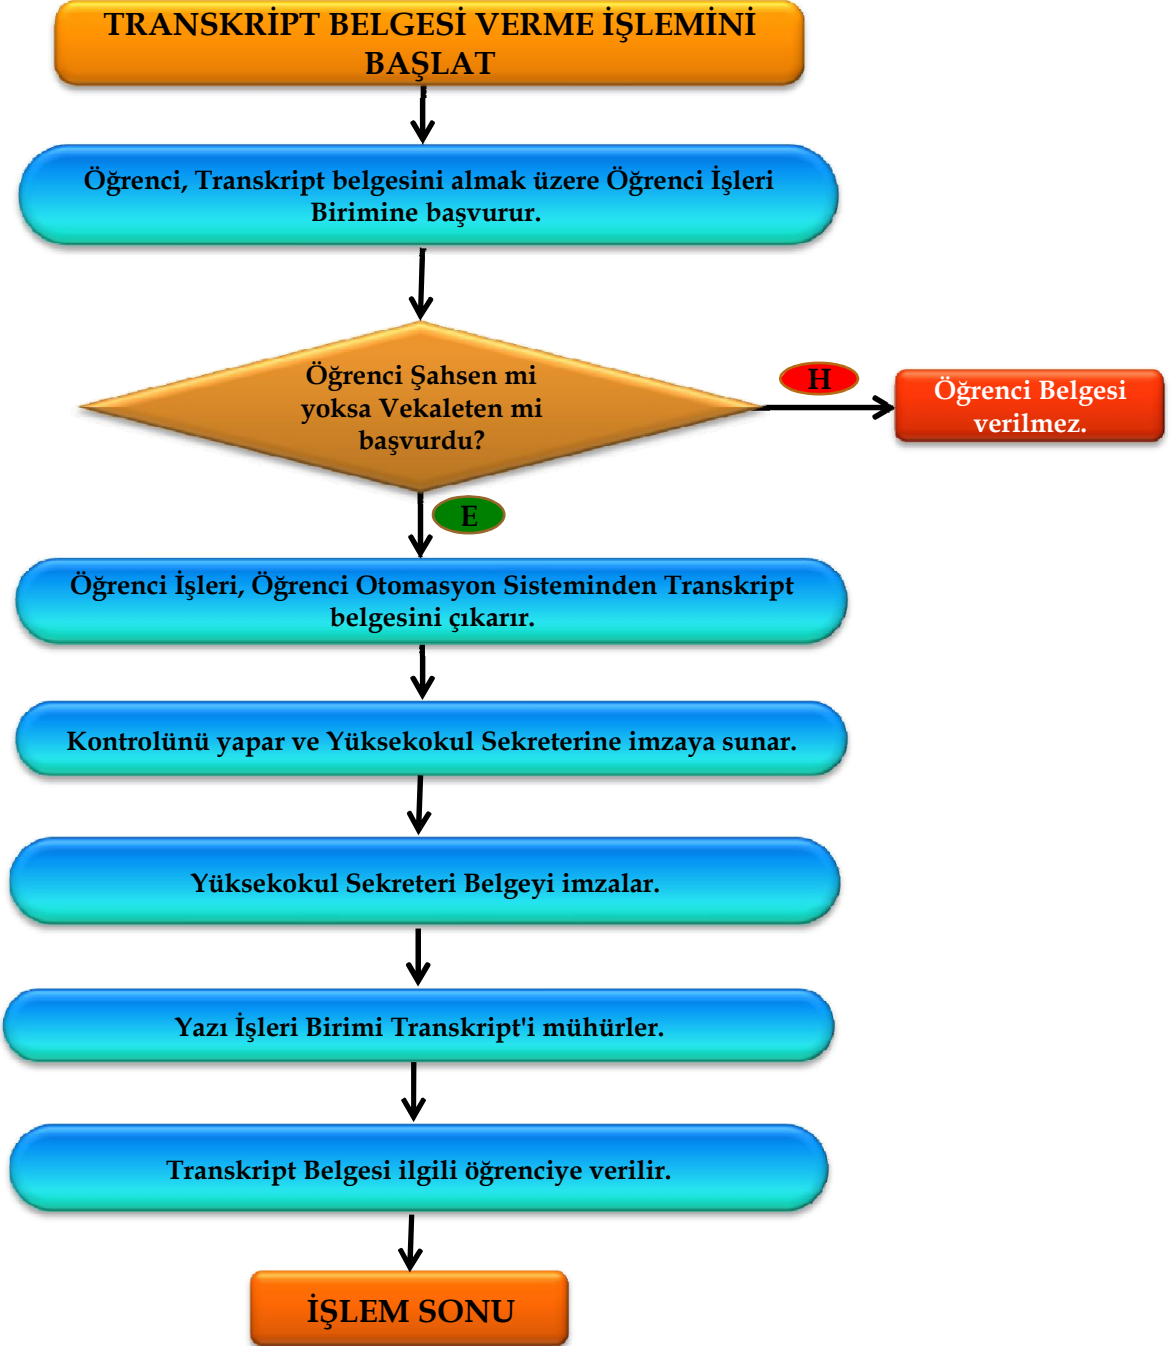 TRANSKRİPT BELGESİ VERME İŞLEMİNİ
BAŞLAT
Öğrenci, Transkript belgesini almak üzere Öğrenci İşleri
Birimine başvurur.
Öğrenci Şahsen mi
yoksa Vekaleten mi
başvurdu?
H
Öğrenci Belgesi
verilmez.
E
Öğrenci İşleri, Öğrenci Otomasyon Sisteminden Transkript
belgesini çıkarır.
Kontrolünü yapar ve Yüksekokul Sekreterine imzaya sunar.
Yüksekokul Sekreteri Belgeyi imzalar.
Yazı İşleri Birimi Transkript'i mühürler.
Transkript Belgesi ilgili öğrenciye verilir.
İŞLEM SONU